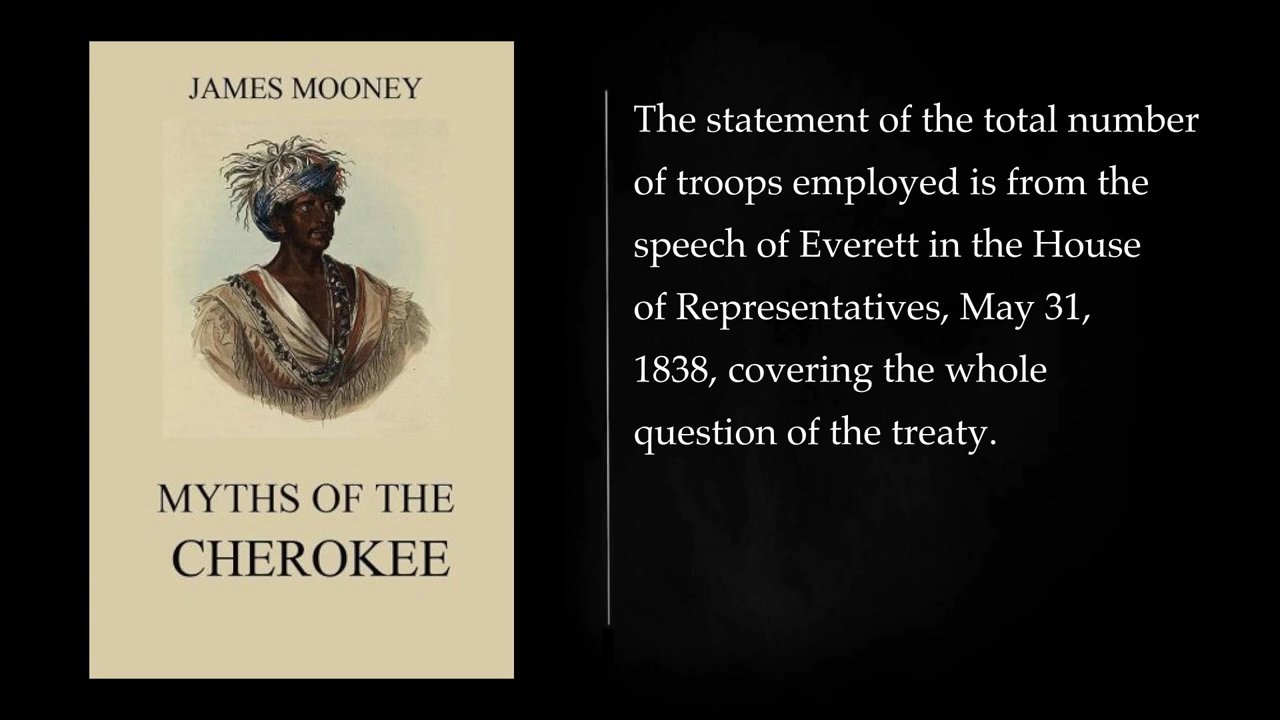 JAMES MOONEY
MYTHS OF THE
CHEROKEE
The statement of the total number
of troops employed is from the
speech of Everett in the House
of Representatives, May 31,
1838, covering the whole
question of the treaty.